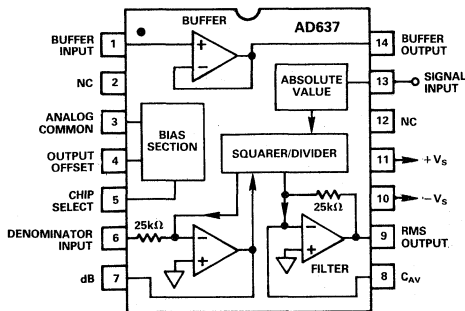 BUFFER
AD637
BUFFER
INPUT
1
14
BUFFER
OUTPUT
NC
2
ABSOLUTE
VALUE
13
SIGNAL
INPUT
ANALOG
COMMON
3
BIAS
SECTION
12
NC
OUTPUT
OFFSET
4
SQUARER/DIVIDER
11
+VS
CHIP
SELECT
5
25kΩ
25kΩ
10
-VS
DENOMINATOR
INPUT
6
9
RMS
OUTPUT
dB
7
FILTER
8
CAV